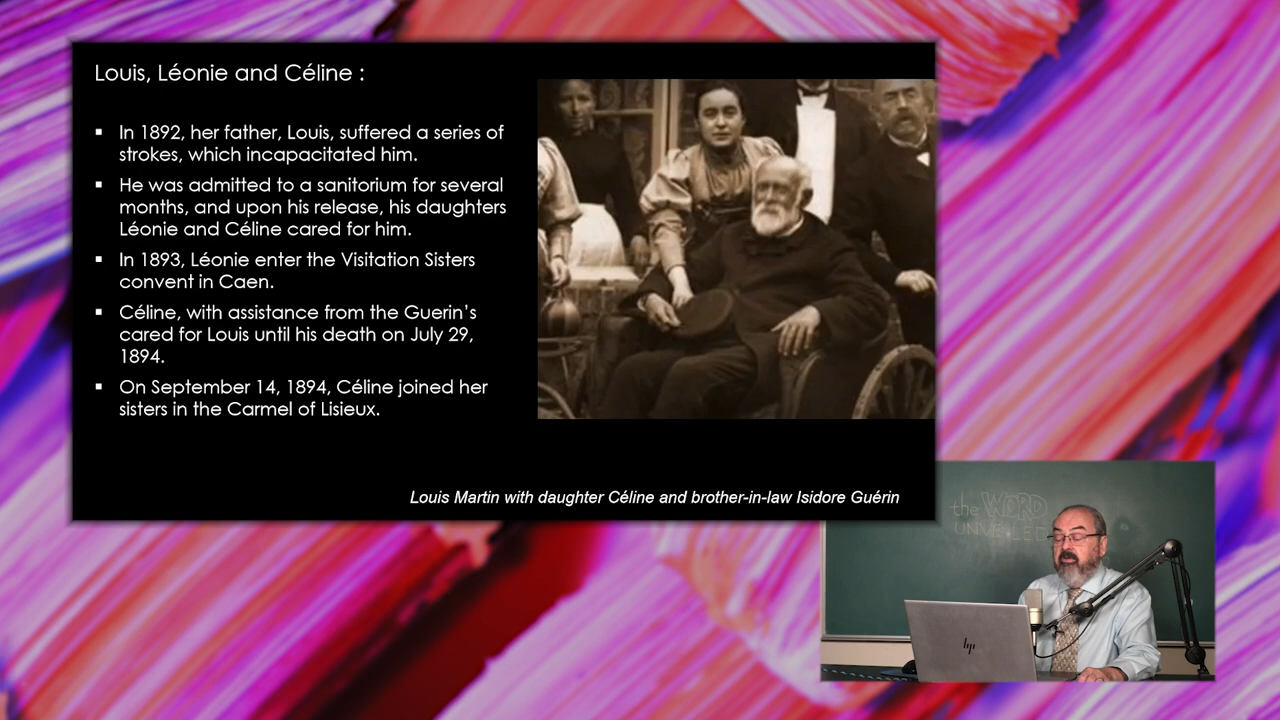 Louis, Léonie and Céline :
▪ In 1892, her father, Louis, suffered a series of
strokes, which incapacitated him.
▪ He was admitted to a sanitorium for several
months, and upon his release, his daughters
Léonie and Céline cared for him.
▪ In 1893, Léonie enter the Visitation Sisters
convent in Caen.
▪ Céline, with assistance from the Guerin’s
cared for Louis until his death on July 29,
1894.
▪ On September 14, 1894, Céline joined her
sisters in the Carmel of Lisieux.
Louis Martin with daughter Céline and brother-in-law Isidore Guérin
the WORD
UNVEILED
hp